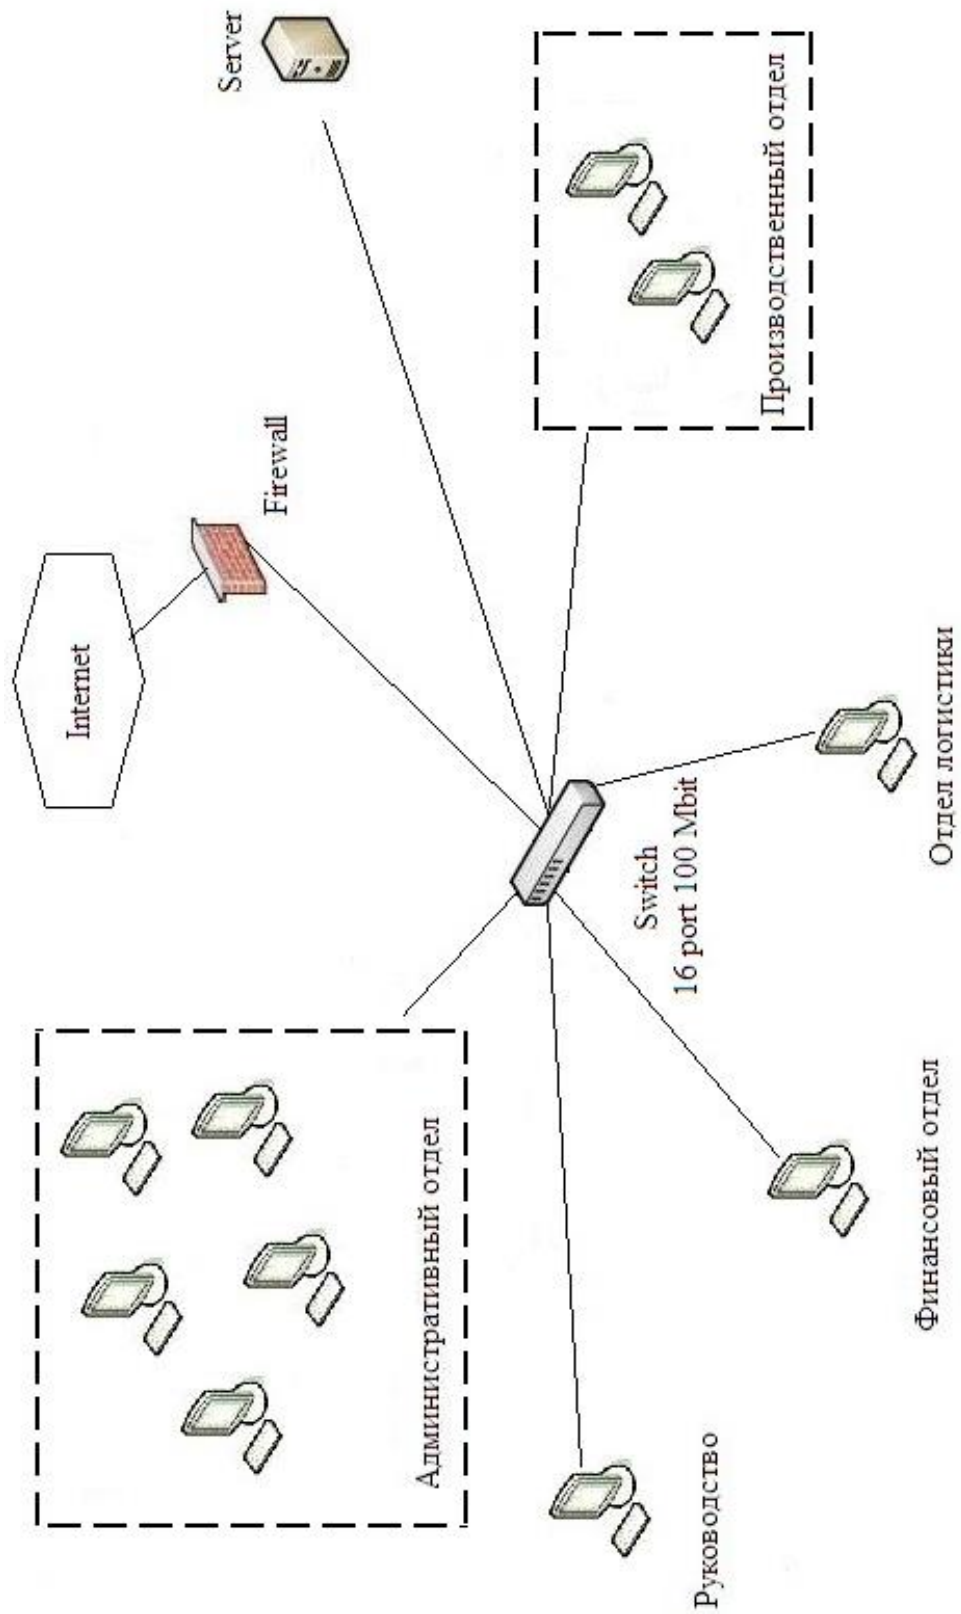 Административный отдел
Internet
Firewall
Server
Switch
16 port 100 Mbit
Производственный отдел
Руководство
Финансовый отдел
Отдел логистики